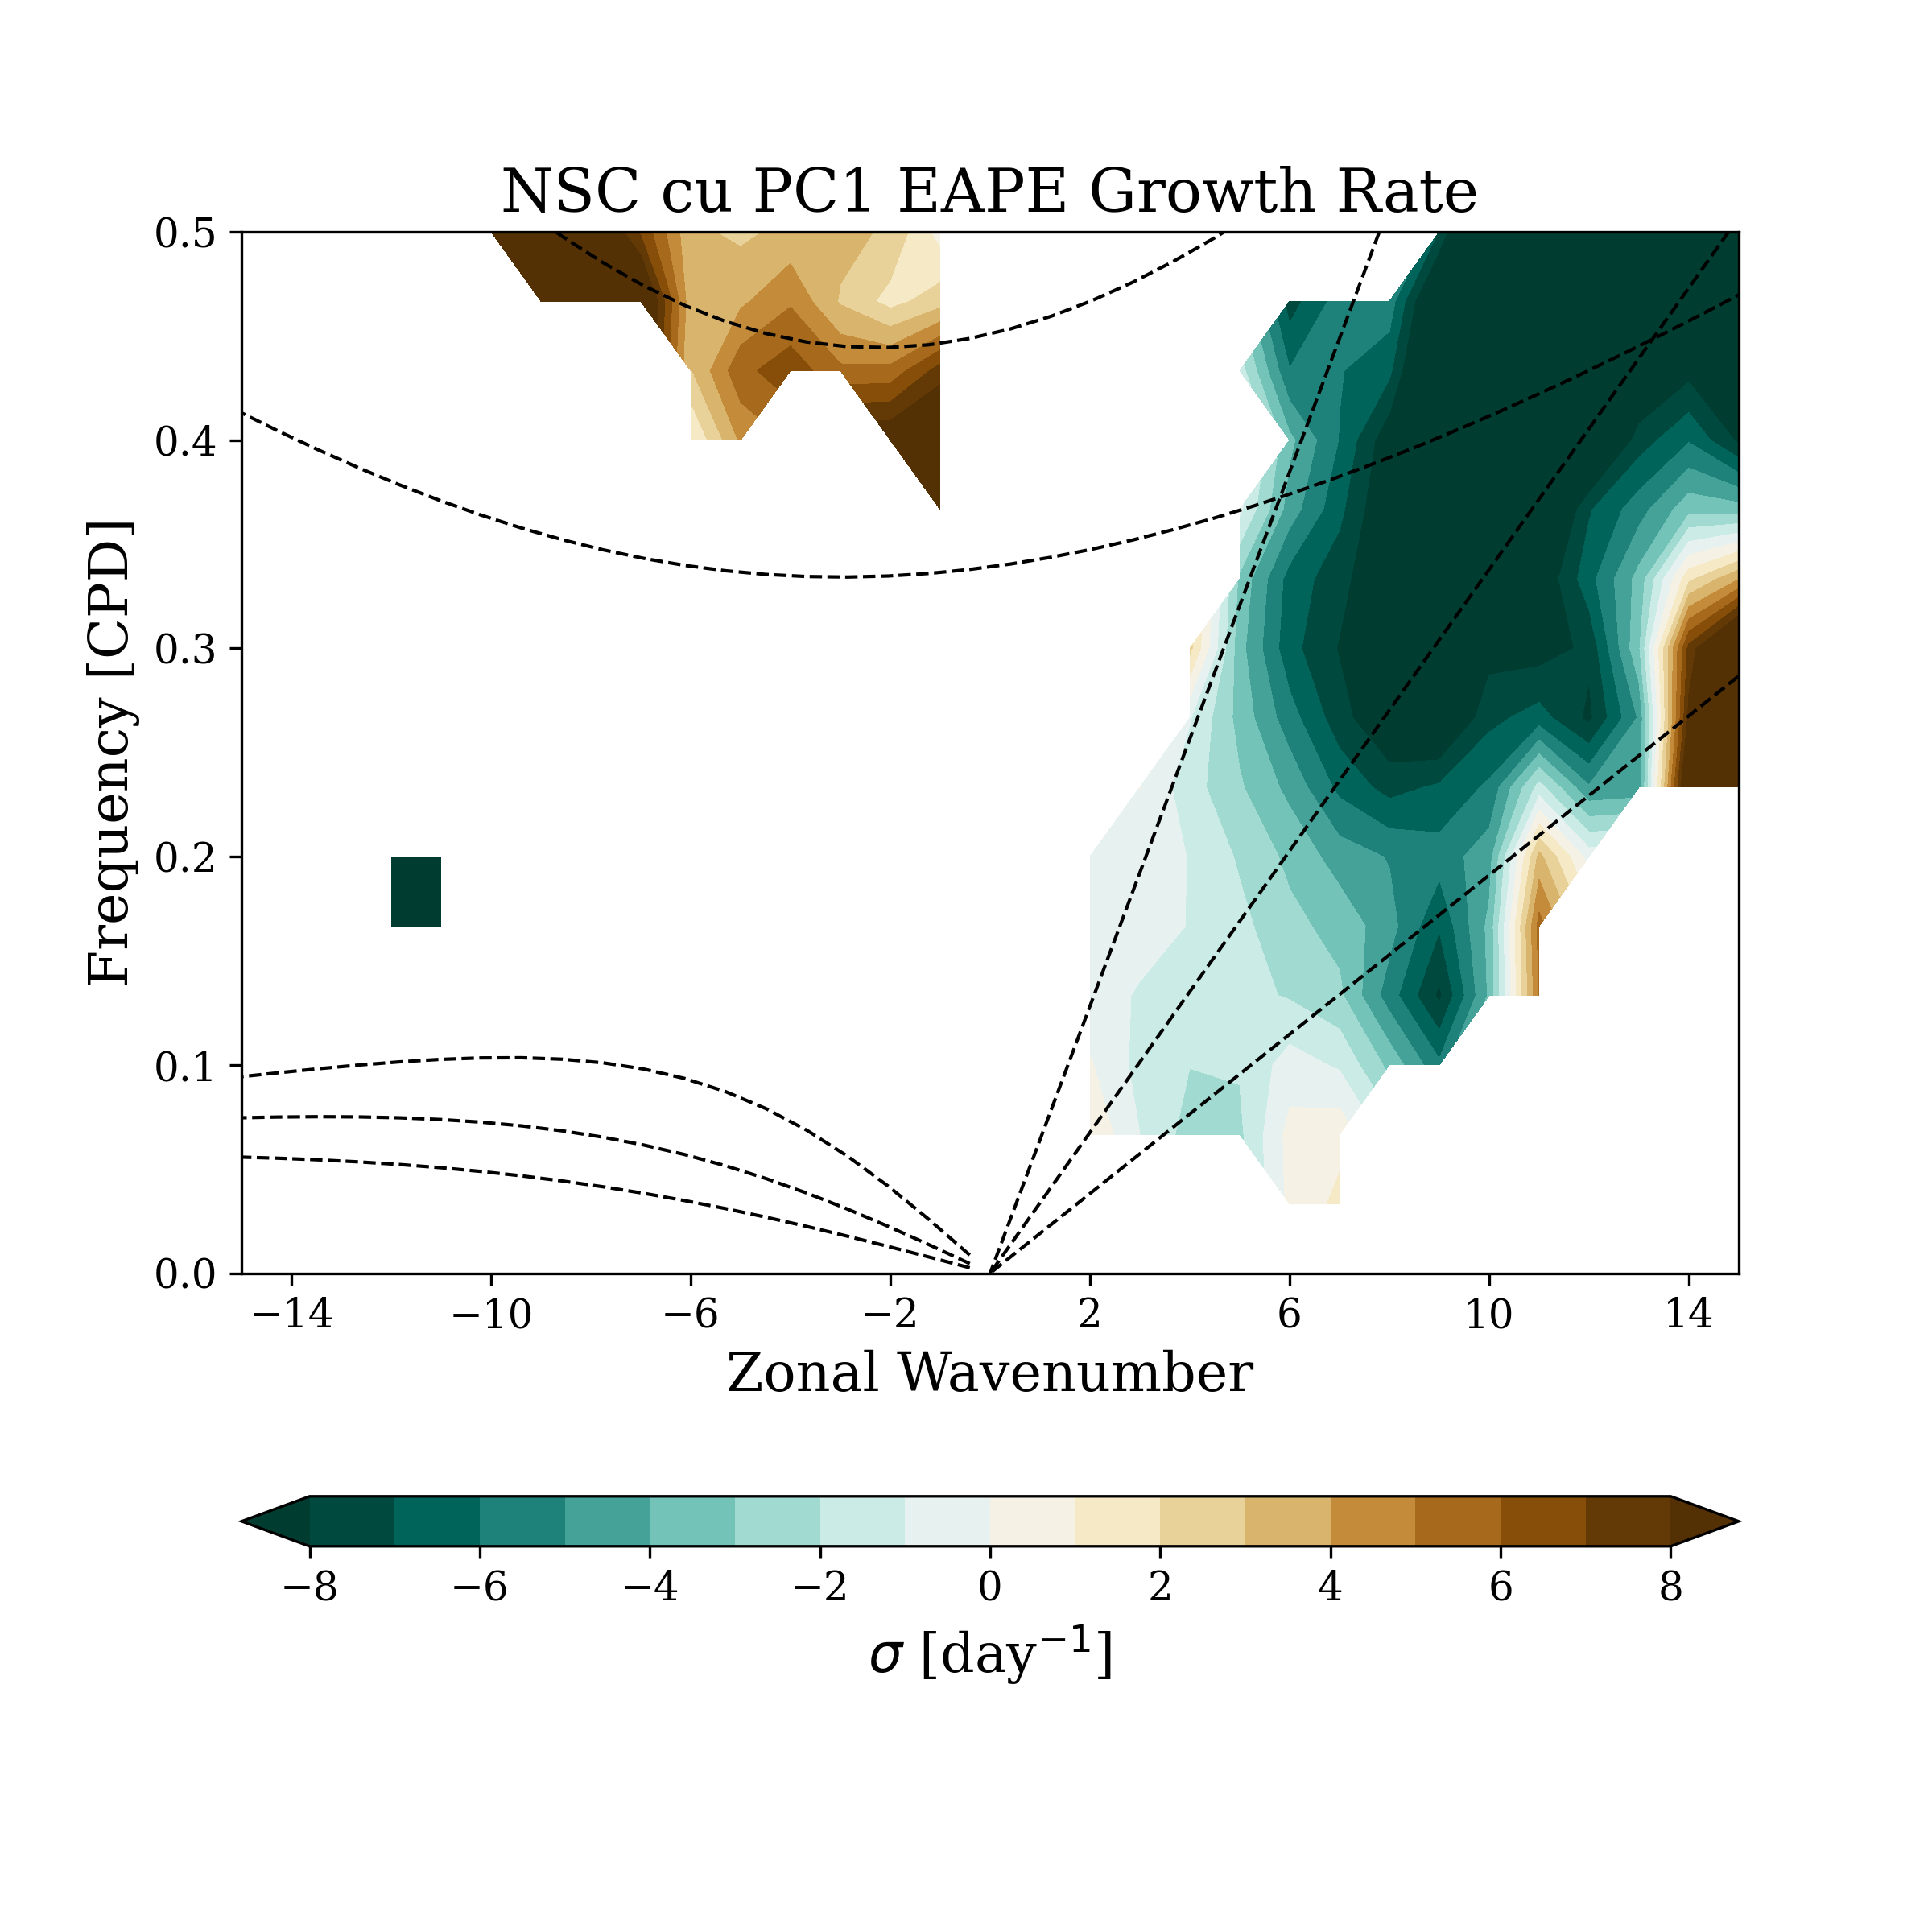 NSC cu PC1 EAPE Growth Rate
0.5
0.4
0.3
0.2
0.1
0.0
Frequency [CPD]
−14 −10 −6 −2 2 6 10 14
Zonal Wavenumber
−8 −6 −4 −2 0 2 4 6 8
σ [day⁻¹]